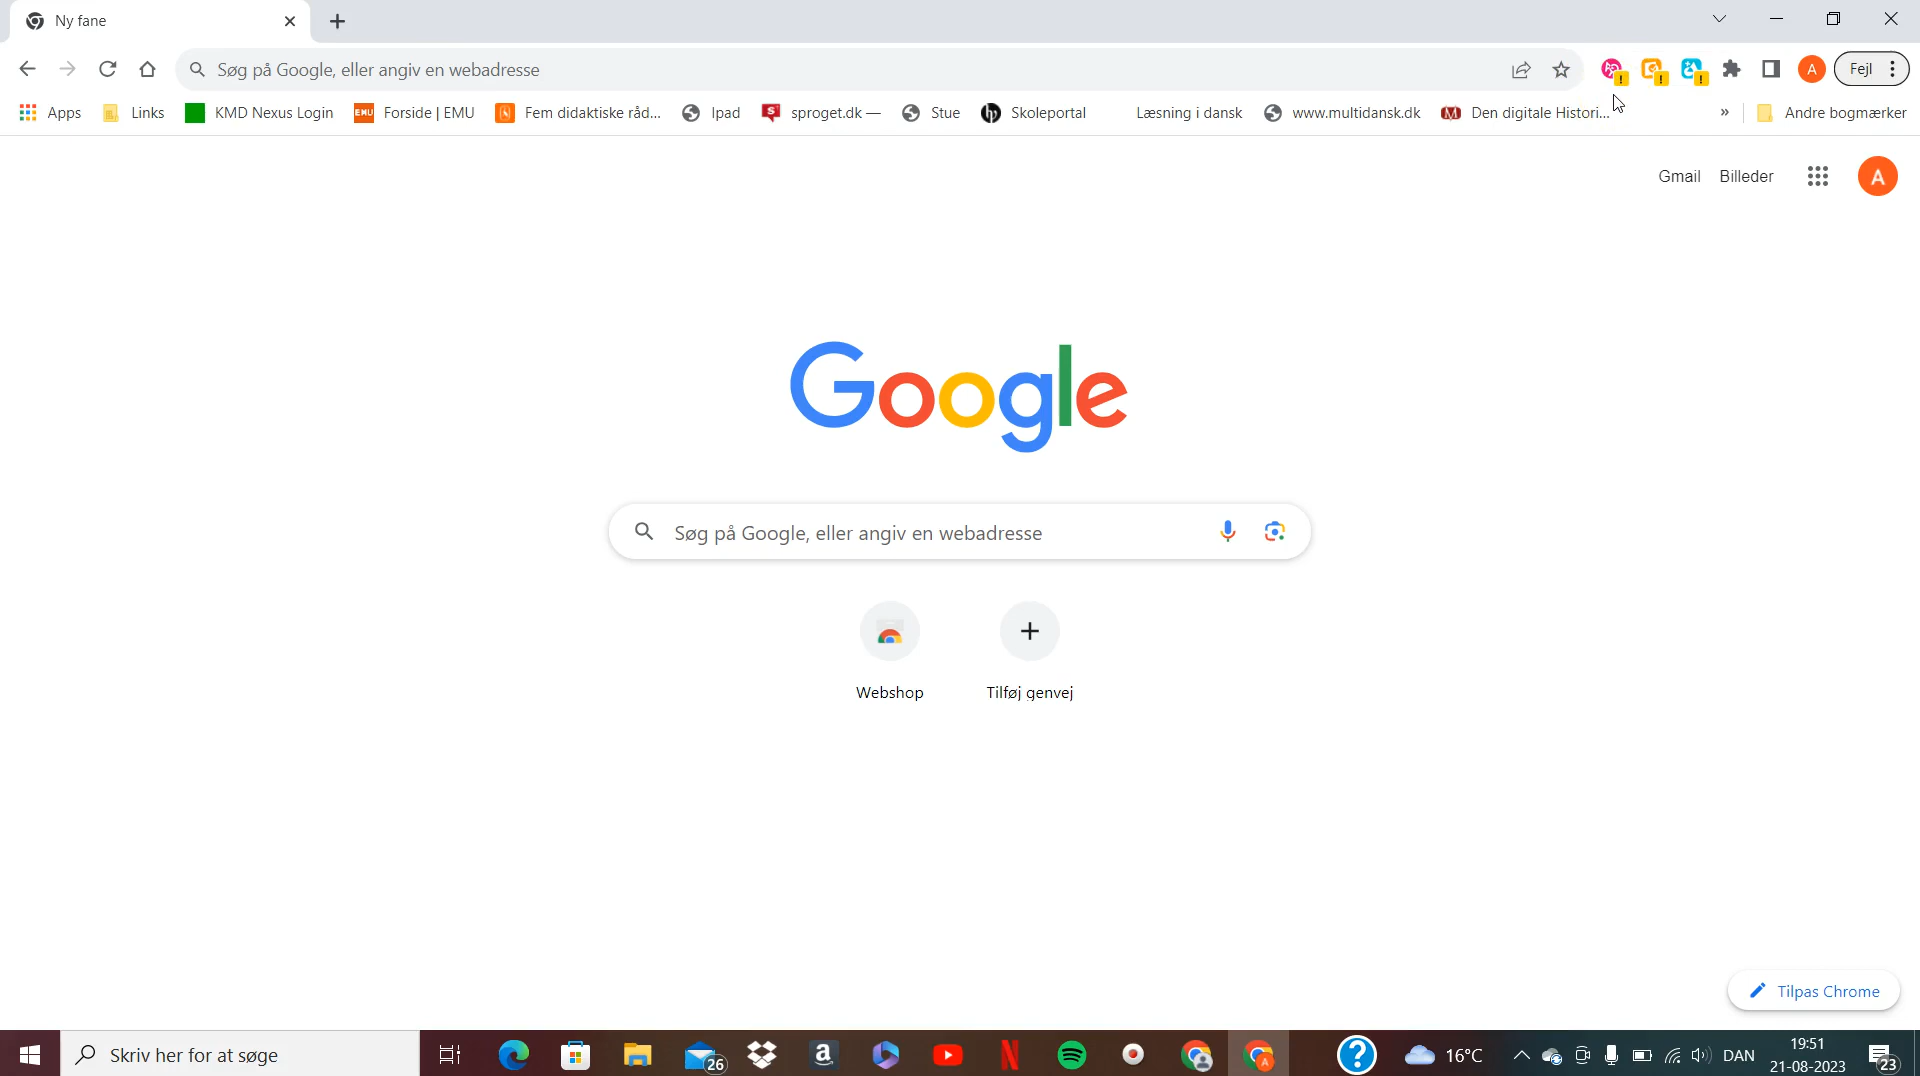 Ny fane
Søg på Google, eller angiv en webadresse
A
Fejl
Apps
Links
KMD Nexus Login
EMU
Forside | EMU
Fem didaktiske råd...
Ipad
sproget.dk —
Stue
Skoleportal
Læsning i dansk
www.multidansk.dk
Den digitale Histori...
»
Andre bogmærker
Gmail
Billeder
A
Google
Søg på Google, eller angiv en webadresse
Webshop
Tilføj genvej
Tilpas Chrome
Skriv her for at søge
26
16°C
DAN
19:51
21-08-2023
23